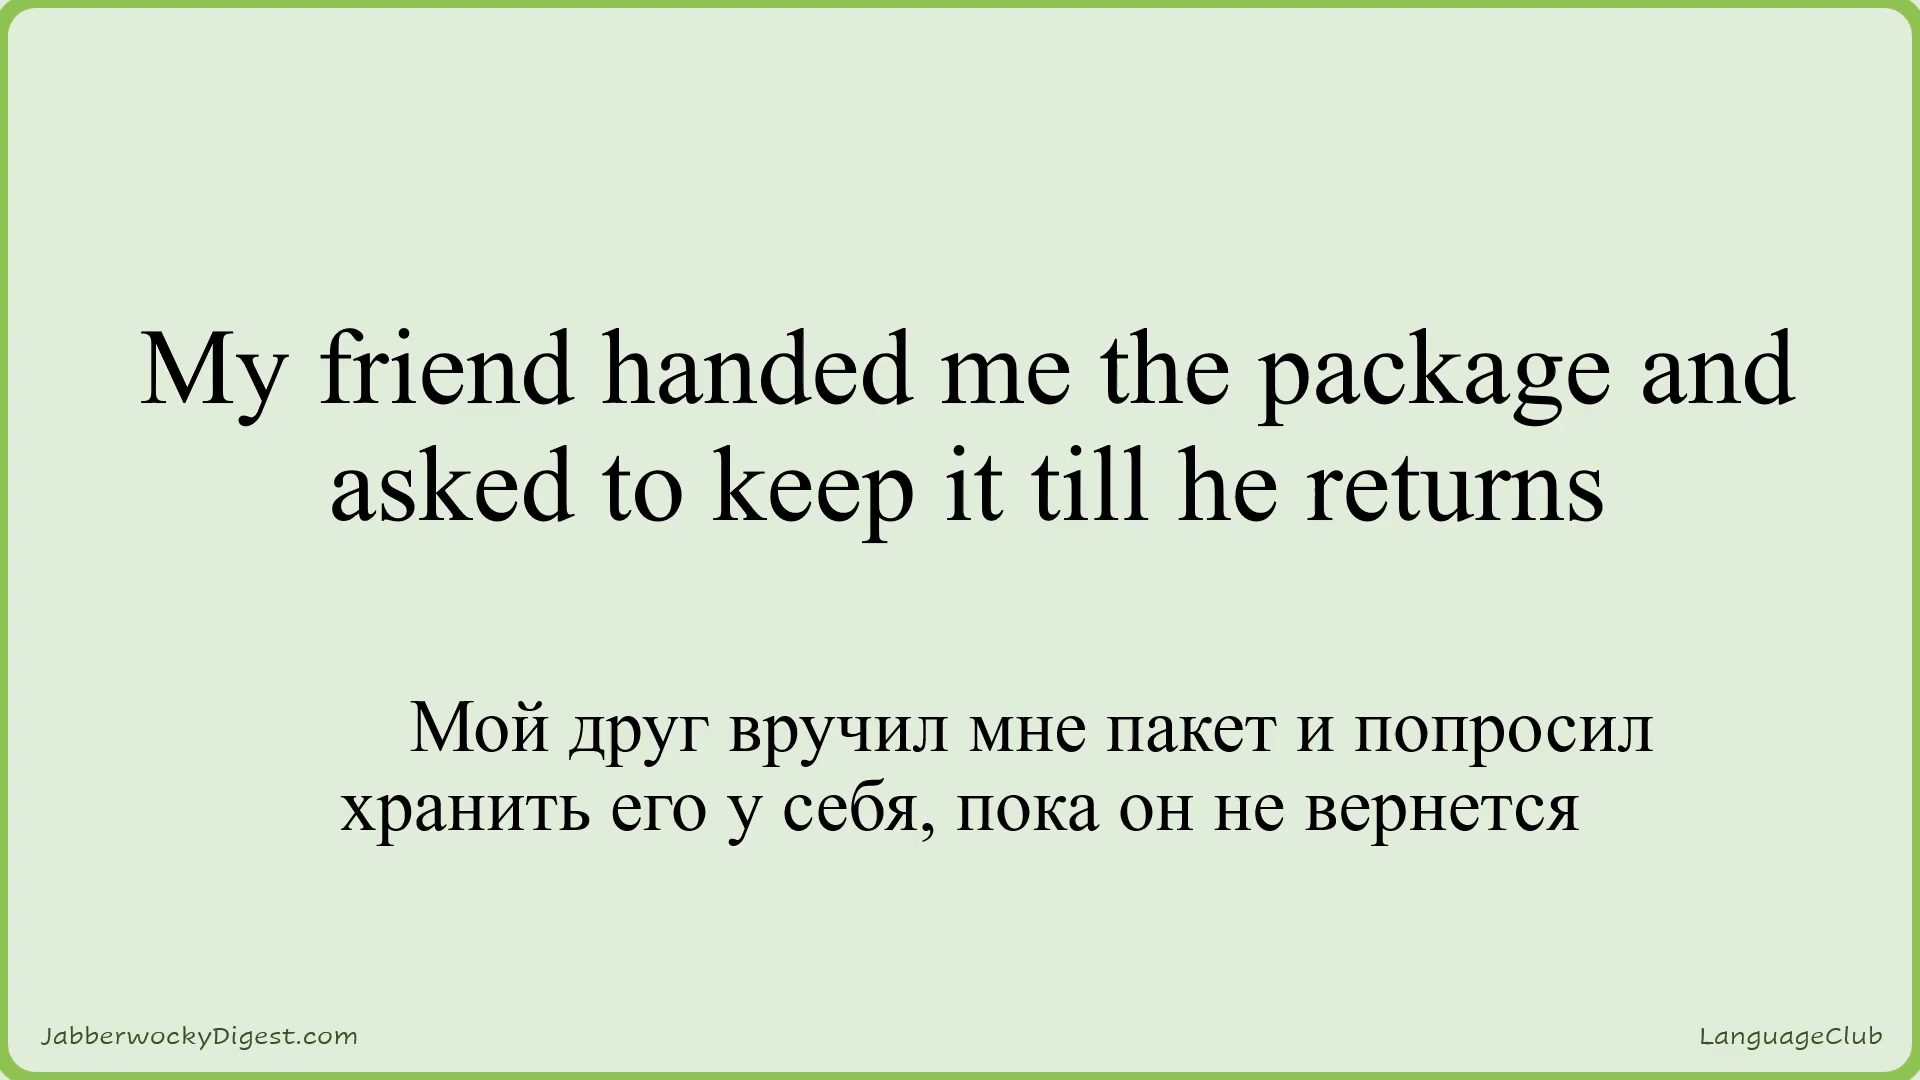 My friend handed me the package and
asked to keep it till he returns
Мой друг вручил мне пакет и попросил
хранить его у себя, пока он не вернется
JabberwockyDigest.com
LanguageClub